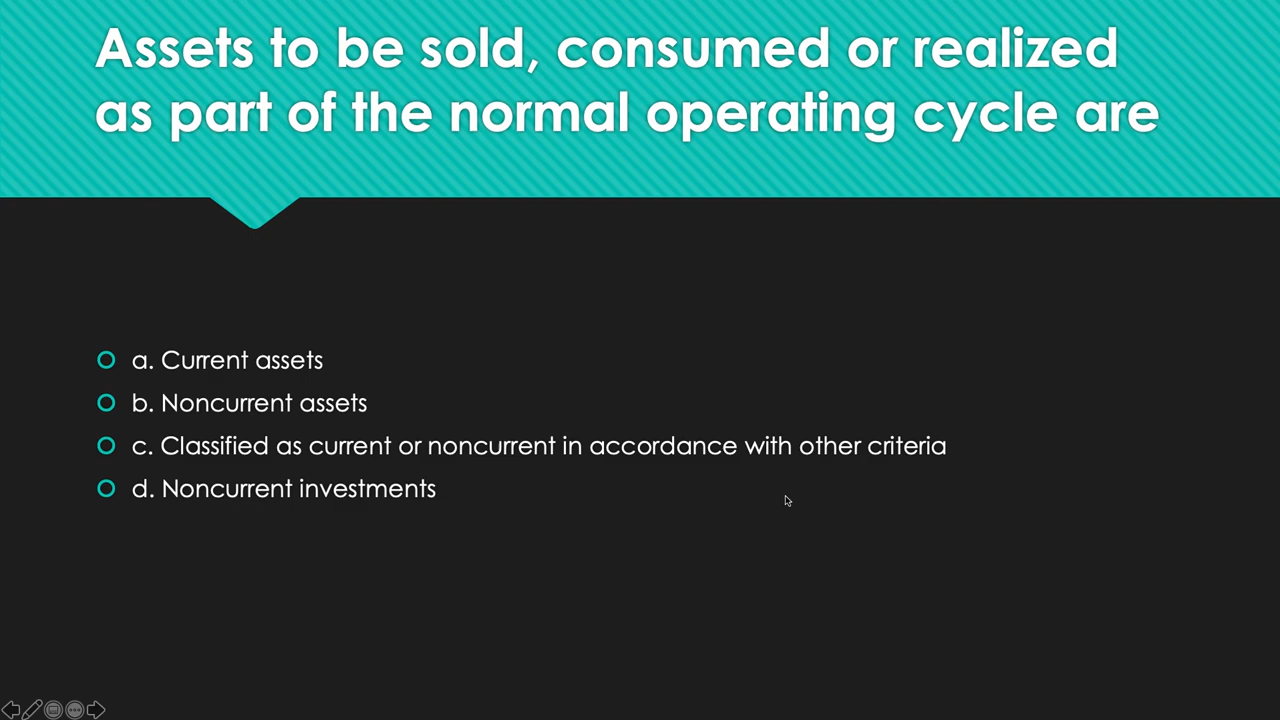 Assets to be sold, consumed or realized
as part of the normal operating cycle are
a. Current assets
b. Noncurrent assets
c. Classified as current or noncurrent in accordance with other criteria
d. Noncurrent investments